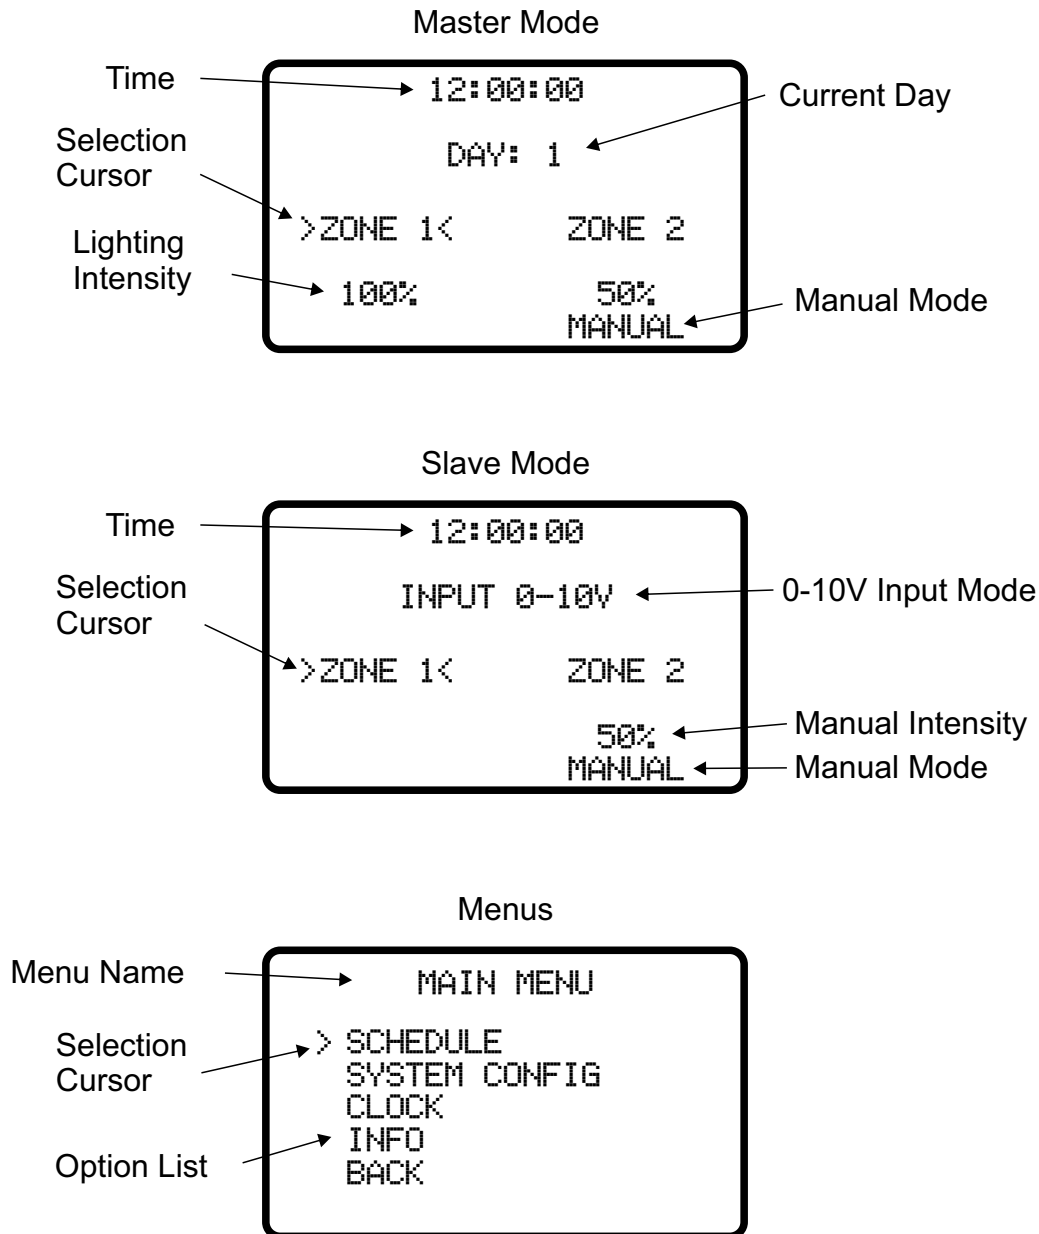 Master Mode
Time
12:00:00
Current Day
Selection
Cursor
DAY: 1
>ZONE 1<
ZONE 2
Lighting
Intensity
100%
50%
Manual Mode
MANUAL
Slave Mode
Time
12:00:00
Selection
Cursor
INPUT 0-10V
0-10V Input Mode
>ZONE 1<
ZONE 2
50%
Manual Intensity
MANUAL
Manual Mode
Menus
Menu Name
MAIN MENU
Selection
Cursor
> SCHEDULE
SYSTEM CONFIG
CLOCK
INFO
Option List
BACK